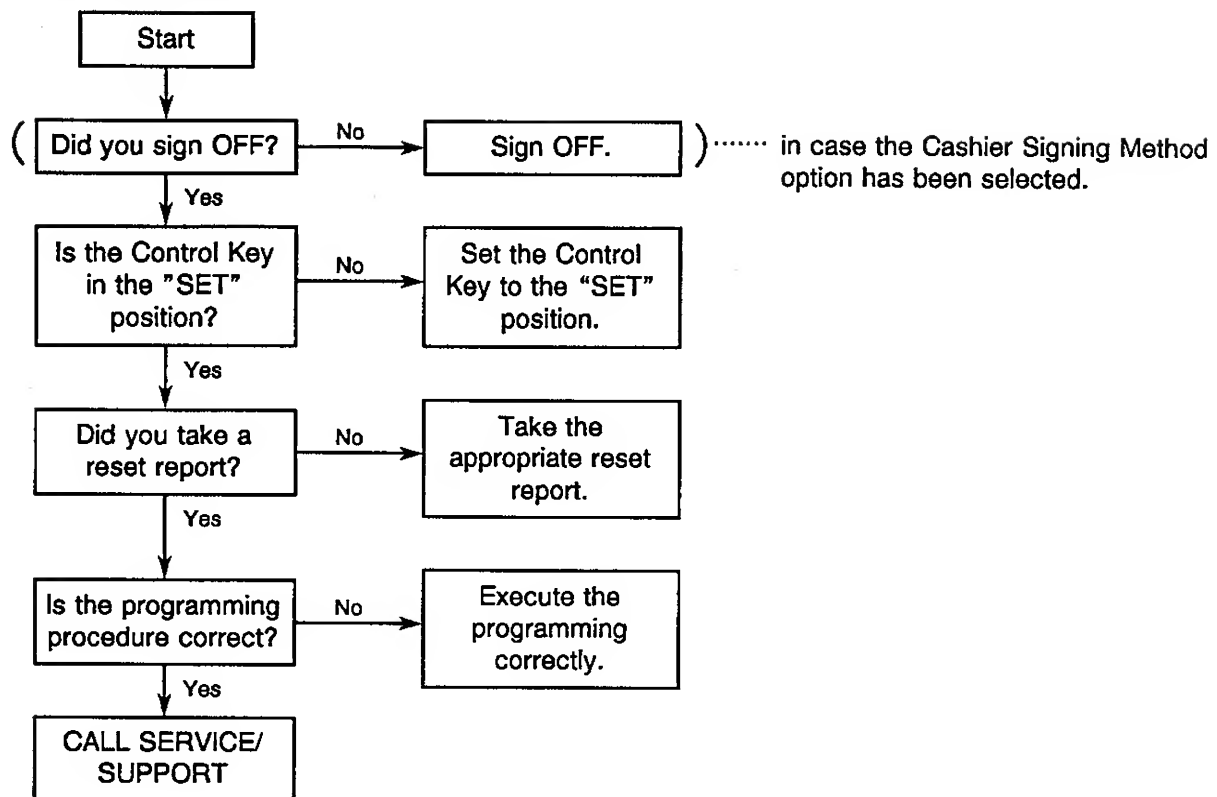 Start
( Did you sign OFF?
No
Sign OFF. ) ······· in case the Cashier Signing Method
option has been selected.
Yes
Is the Control Key
in the "SET"
position?
No
Set the Control
Key to the “SET”
position.
Yes
Did you take a
reset report?
No
Take the
appropriate reset
report.
Yes
Is the programming
procedure correct?
No
Execute the
programming
correctly.
Yes
CALL SERVICE/
SUPPORT